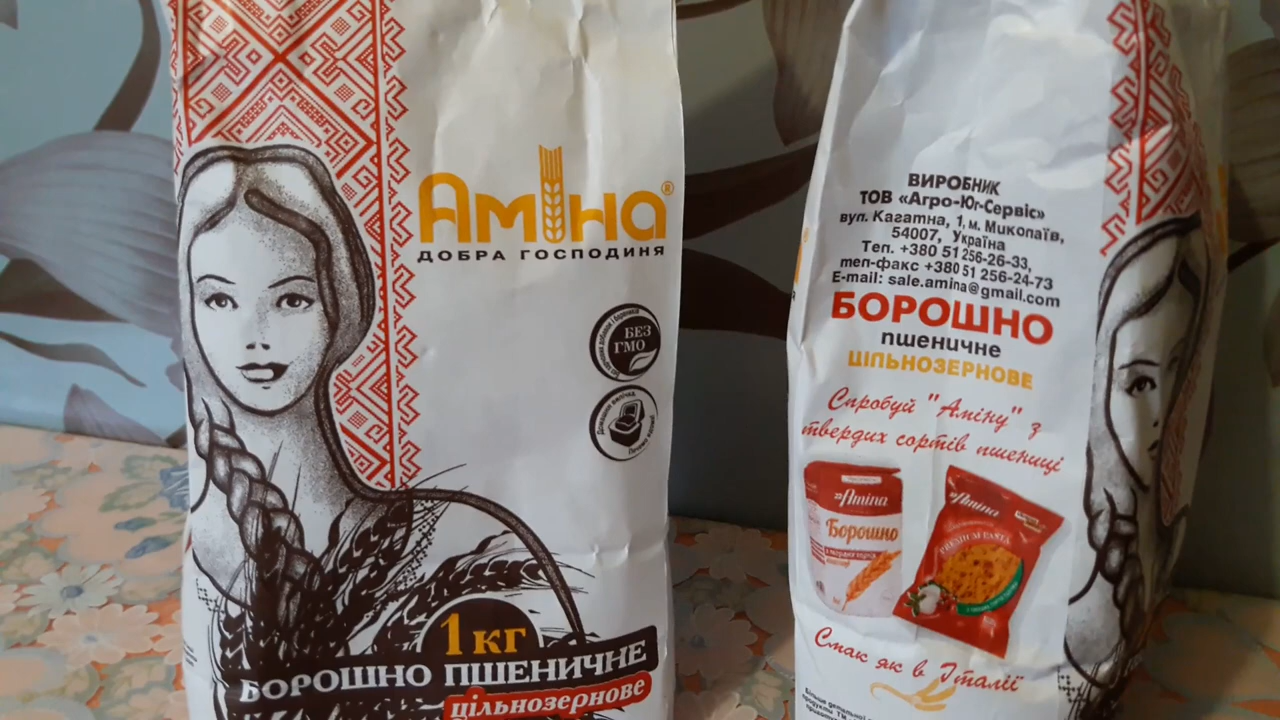 Аміна®
ДОБРА ГОСПОДИНЯ
БЕЗ
ГМО
1 кг
БОРОШНО ПШЕНИЧНЕ
цільнозернове
ВИРОБНИК
ТОВ «Агро-Юг-Сервіс»
вул. Кагатна, 1, м. Миколаїв,
54007, Україна
Тел. +380 51 256-26-33,
тел-факс +380 51 256-24-73
E-mail: sale.amina@gmail.com
БОРОШНО
пшеничне
ЦІЛЬНОЗЕРНОВЕ
Спробуй "Аміну" з
твердих сортів пшениці
Amina
Борошно
Amina
PREMIUM PASTA
Смак як в Італії